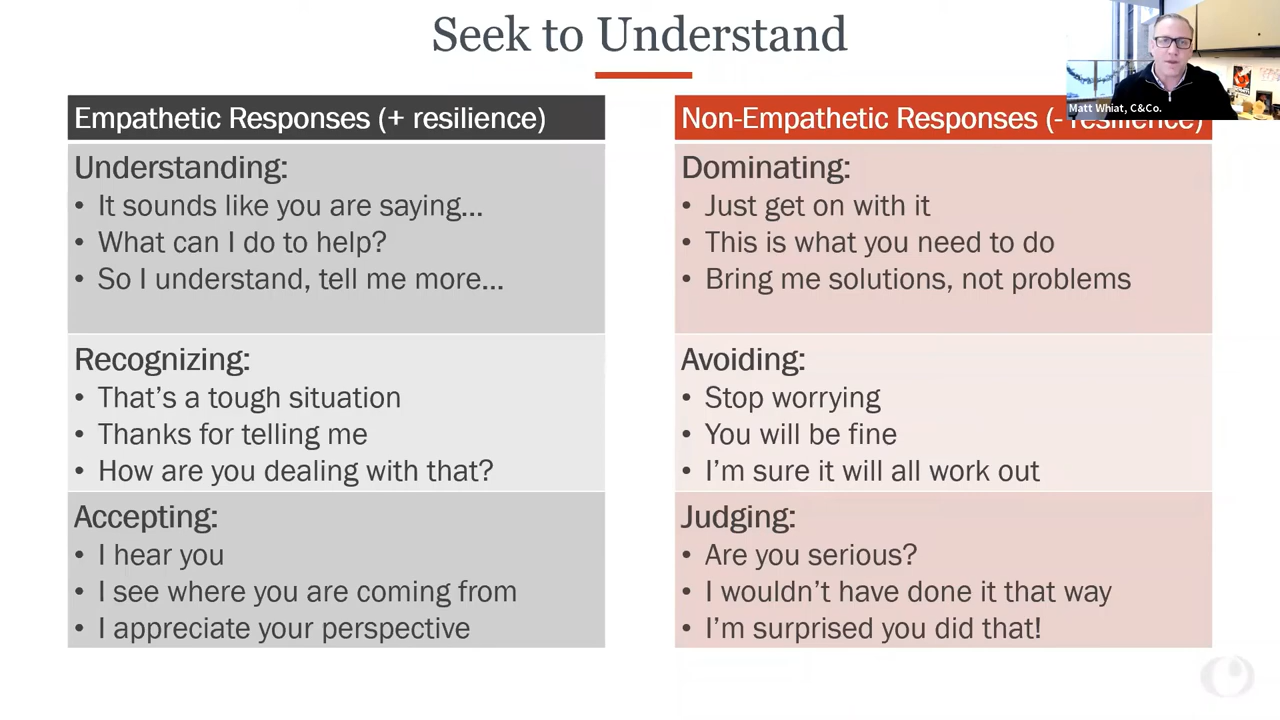 Seek to Understand
Matt Whiat, C&Co.
Empathetic Responses (+ resilience)
Understanding:
• It sounds like you are saying...
• What can I do to help?
• So I understand, tell me more...
Recognizing:
• That's a tough situation
• Thanks for telling me
• How are you dealing with that?
Accepting:
• I hear you
• I see where you are coming from
• I appreciate your perspective
Non-Empathetic Responses (- resilience)
Dominating:
• Just get on with it
• This is what you need to do
• Bring me solutions, not problems
Avoiding:
• Stop worrying
• You will be fine
• I'm sure it will all work out
Judging:
• Are you serious?
• I wouldn't have done it that way
• I'm surprised you did that!